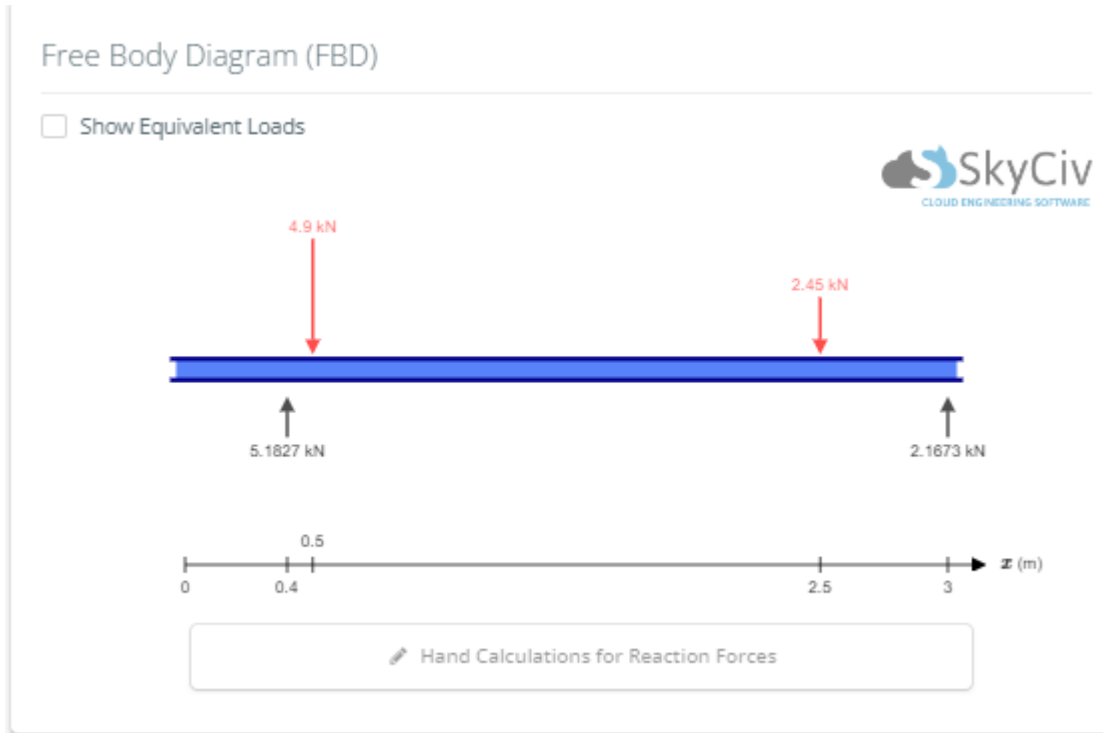 Free Body Diagram (FBD)
Show Equivalent Loads
SkyCiv
CLOUD ENGINEERING SOFTWARE
4.9 kN
2.45 kN
5.1827 kN
2.1673 kN
0.5
x (m)
0 0.4 2.5 3
Hand Calculations for Reaction Forces